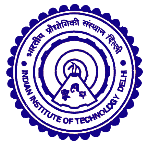 भारतीय प्रौद्योगिकी संस्थान दिल्ली
INDIAN INSTITUTE OF TECHNOLOGY DELHI